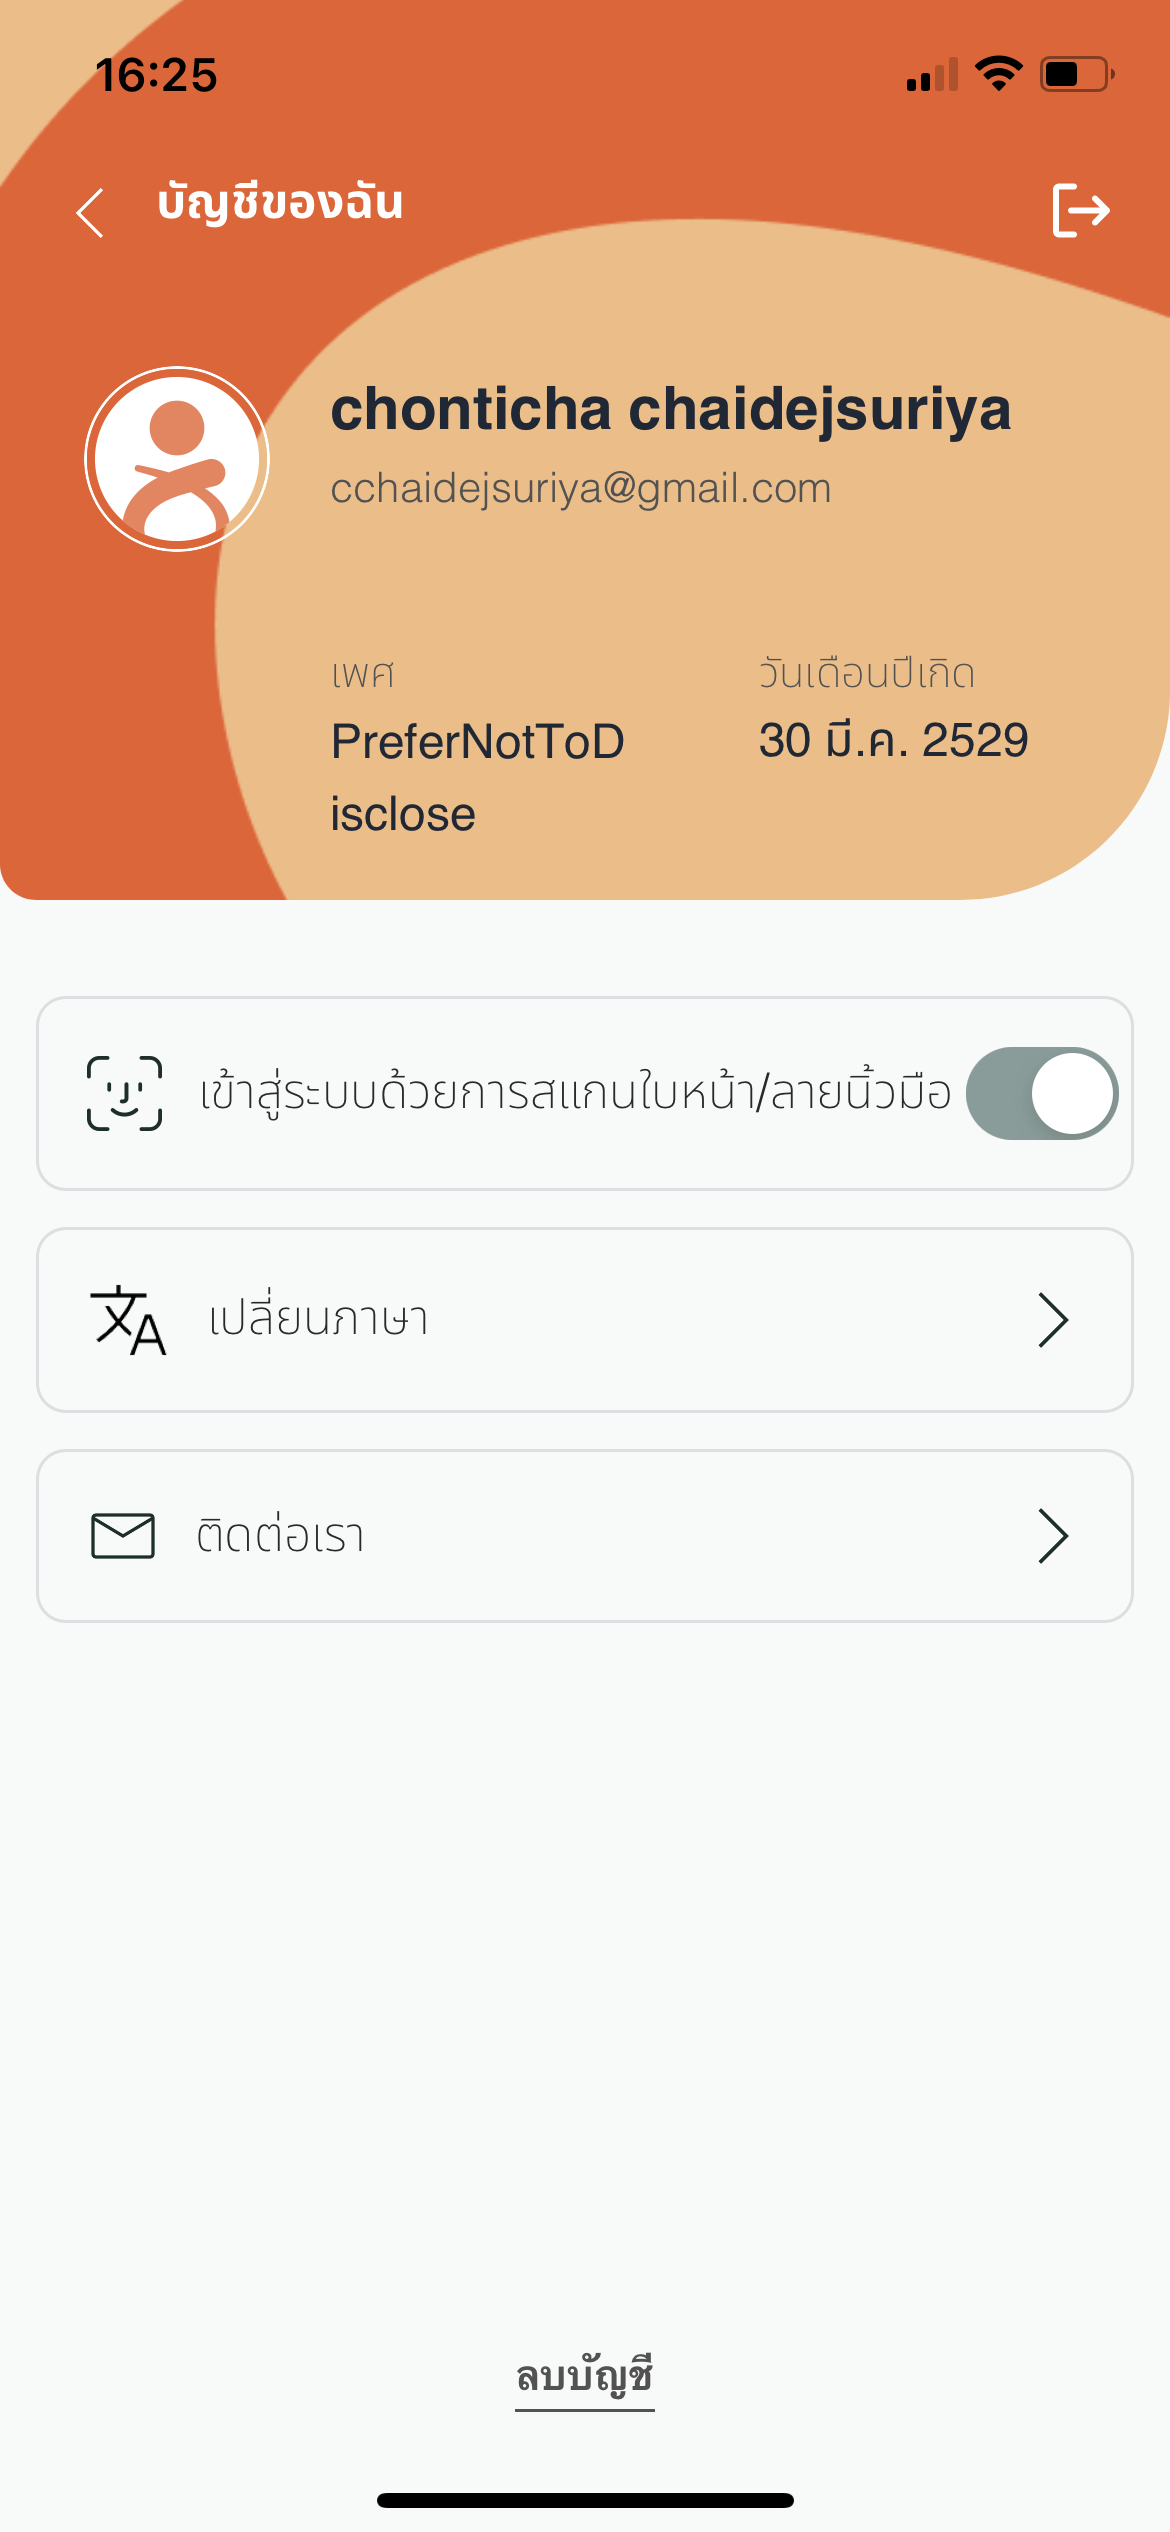 16:25
บัญชีของฉัน
chonticha chaidejsuriya
cchaidejsuriya@gmail.com
เพศ
วันเดือนปีเกิด
PreferNotToD
isclose
30 มี.ค. 2529
เข้าสู่ระบบด้วยการสแกนใบหน้า/ลายนิ้วมือ
เปลี่ยนภาษา
ติดต่อเรา
ลบบัญชี